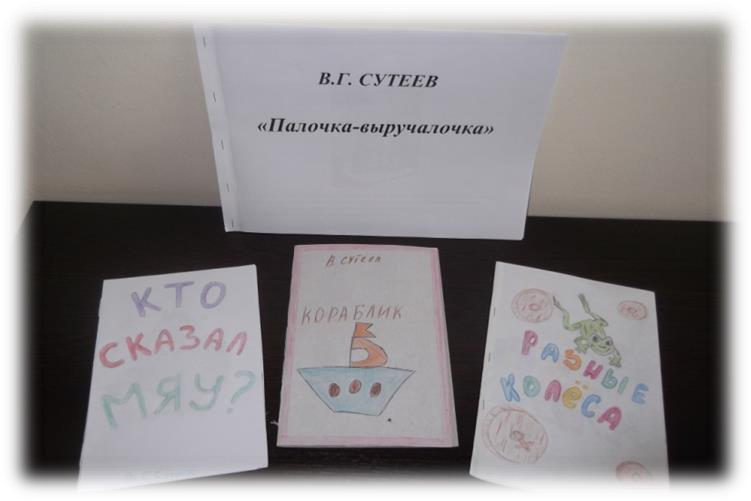 В.Г. СУТЕЕВ
«Палочка-выручалочка»
КТО
СКАЗАЛ
МЯУ?
В Сутеев
КОРАБЛИК
РАЗНЫЕ
КОЛЁСА